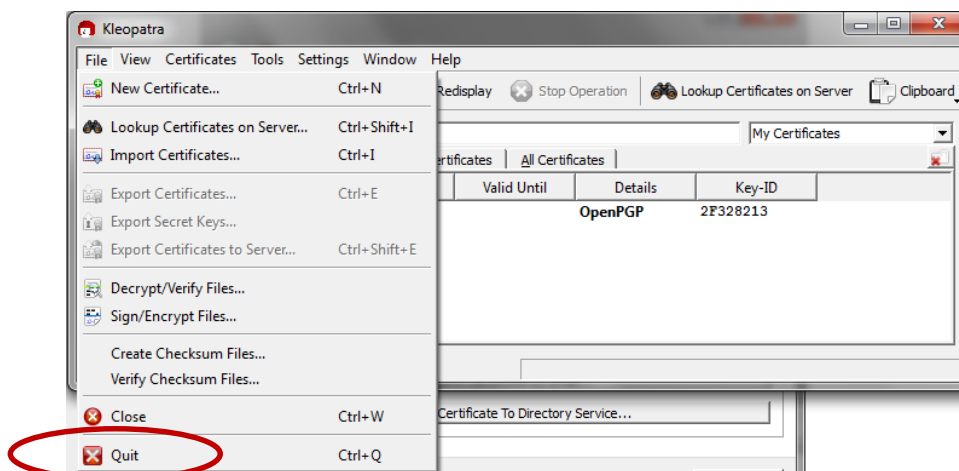 Kleopatra
File View Certificates Tools Settings Window Help
New Certificate... Ctrl+N
Redisplay Stop Operation Lookup Certificates on Server Clipboard
Lookup Certificates on Server... Ctrl+Shift+I
My Certificates
Import Certificates... Ctrl+I
ertificates All Certificates
Export Certificates... Ctrl+E
Valid Until Details Key-ID
OpenPGP 2F328213
Export Secret Keys...
Export Certificates to Server... Ctrl+Shift+E
Decrypt/Verify Files...
Sign/Encrypt Files...
Create Checksum Files...
Verify Checksum Files...
Close Ctrl+W
Certificate To Directory Service...
Quit Ctrl+Q